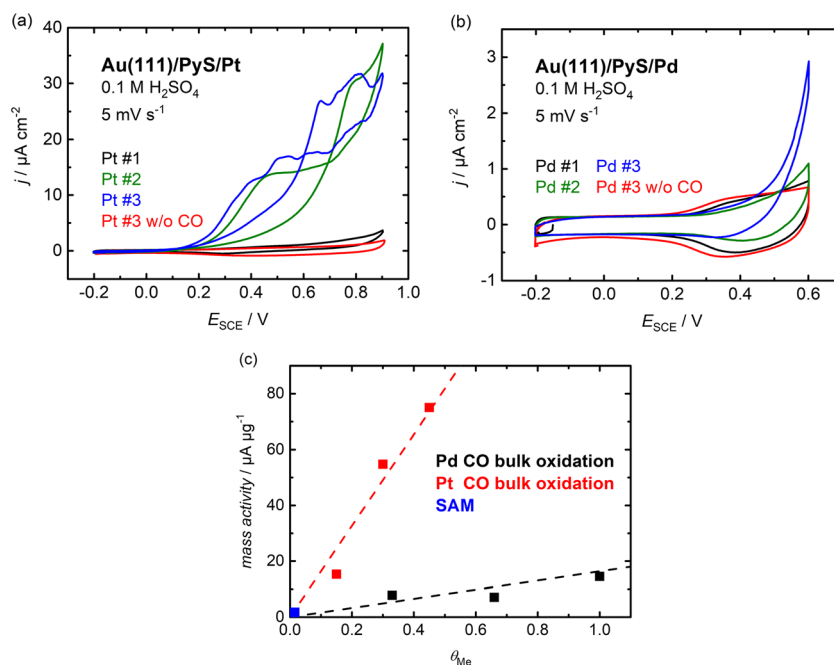 (a)
40
30
20
10
0
j / µA cm⁻²
Au(111)/PyS/Pt
0.1 M H₂SO₄
5 mV s⁻¹
Pt #1
Pt #2
Pt #3
Pt #3 w/o CO
-0.2 0.0 0.2 0.4 0.6 0.8 1.0
E_SCE / V
(b)
3
2
1
0
-1
j / µA cm⁻²
Au(111)/PyS/Pd
0.1 M H₂SO₄
5 mV s⁻¹
Pd #1 Pd #3
Pd #2 Pd #3 w/o CO
-0.2 0.0 0.2 0.4 0.6
E_SCE / V
(c)
80
60
40
20
0
mass activity / µA µg⁻¹
Pd CO bulk oxidation
Pt CO bulk oxidation
SAM
0.0 0.2 0.4 0.6 0.8 1.0
θ_Me